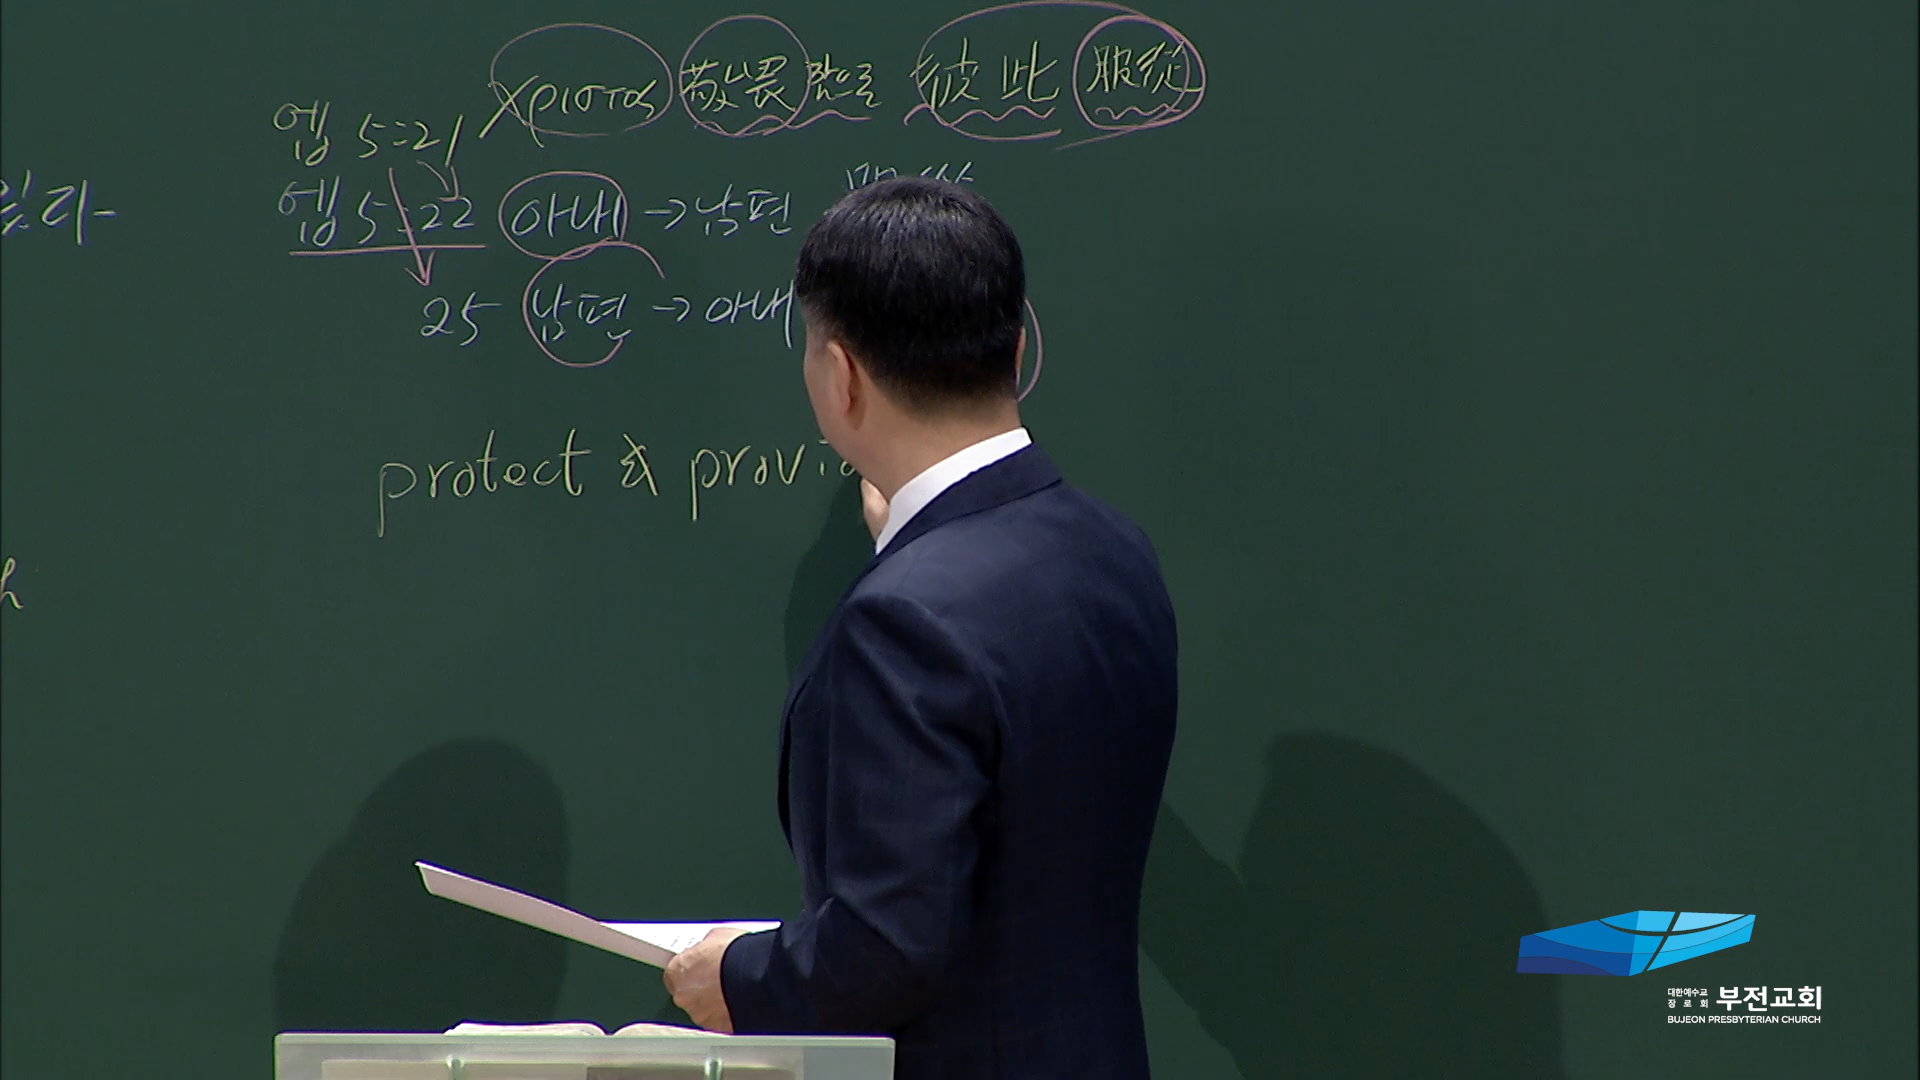 엡 5:21 Χριστος 敬畏함으로 彼此 服從
엡 5:22 아내 → 남편
25 남편 → 아내
protect &
대한예수교
장로회
부전교회
BUJEON PRESBYTERIAN CHURCH